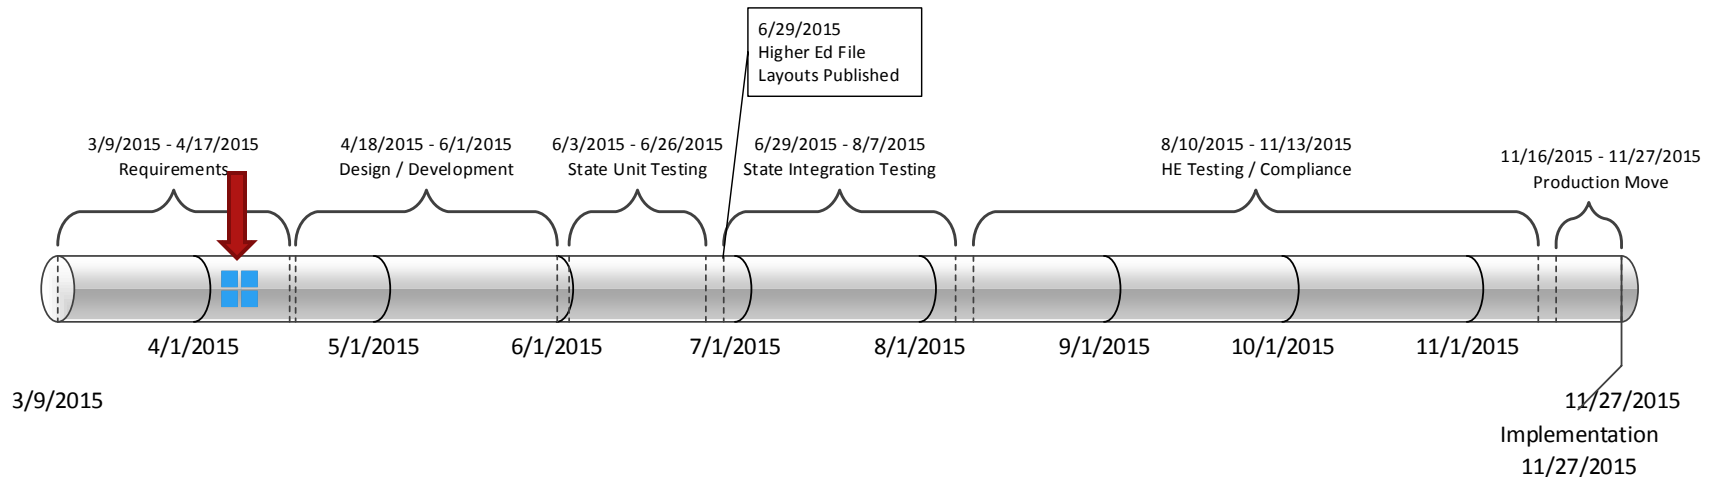 6/29/2015
Higher Ed File
Layouts Published
3/9/2015 - 4/17/2015
Requirements
4/18/2015 - 6/1/2015
Design / Development
6/3/2015 - 6/26/2015
State Unit Testing
6/29/2015 - 8/7/2015
State Integration Testing
8/10/2015 - 11/13/2015
HE Testing / Compliance
11/16/2015 - 11/27/2015
Production Move
4/1/2015
5/1/2015
6/1/2015
7/1/2015
8/1/2015
9/1/2015
10/1/2015
11/1/2015
3/9/2015
11/27/2015
Implementation
11/27/2015